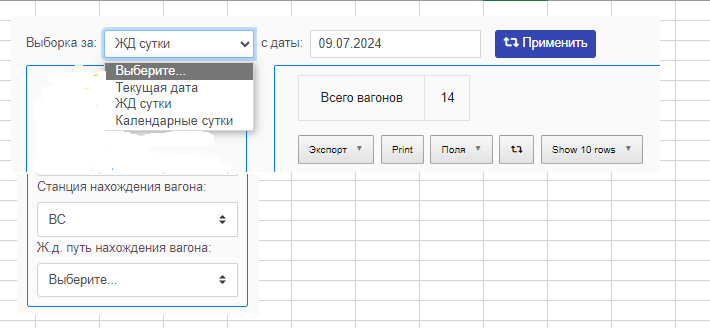 Выборка за: ЖД сутки с даты: 09.07.2024 Применить
Выберите...
Текущая дата
ЖД сутки
Календарные сутки
Всего вагонов 14
Экспорт Print Поля Show 10 rows
Станция нахождения вагона:
ВС
Ж.д. путь нахождения вагона:
Выберите...